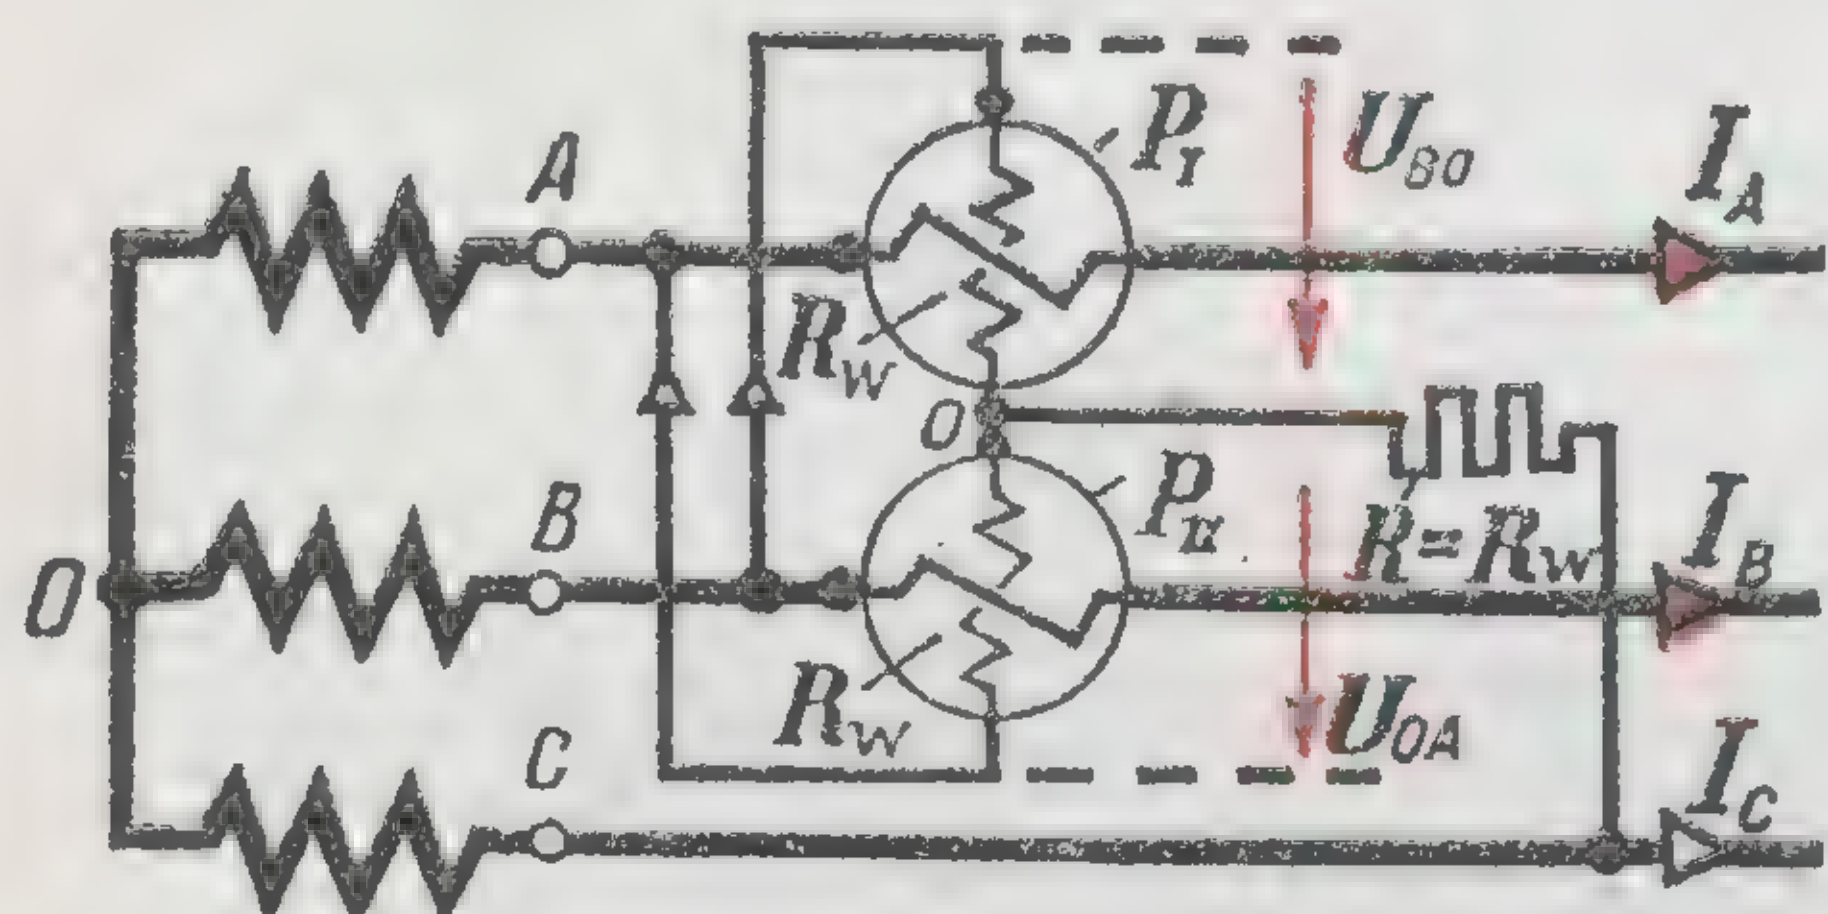 A
P_I
U_BO
I_A
R_W
O
B
P_II
R=R_W
I_B
O
R_W
C
U_OA
I_C